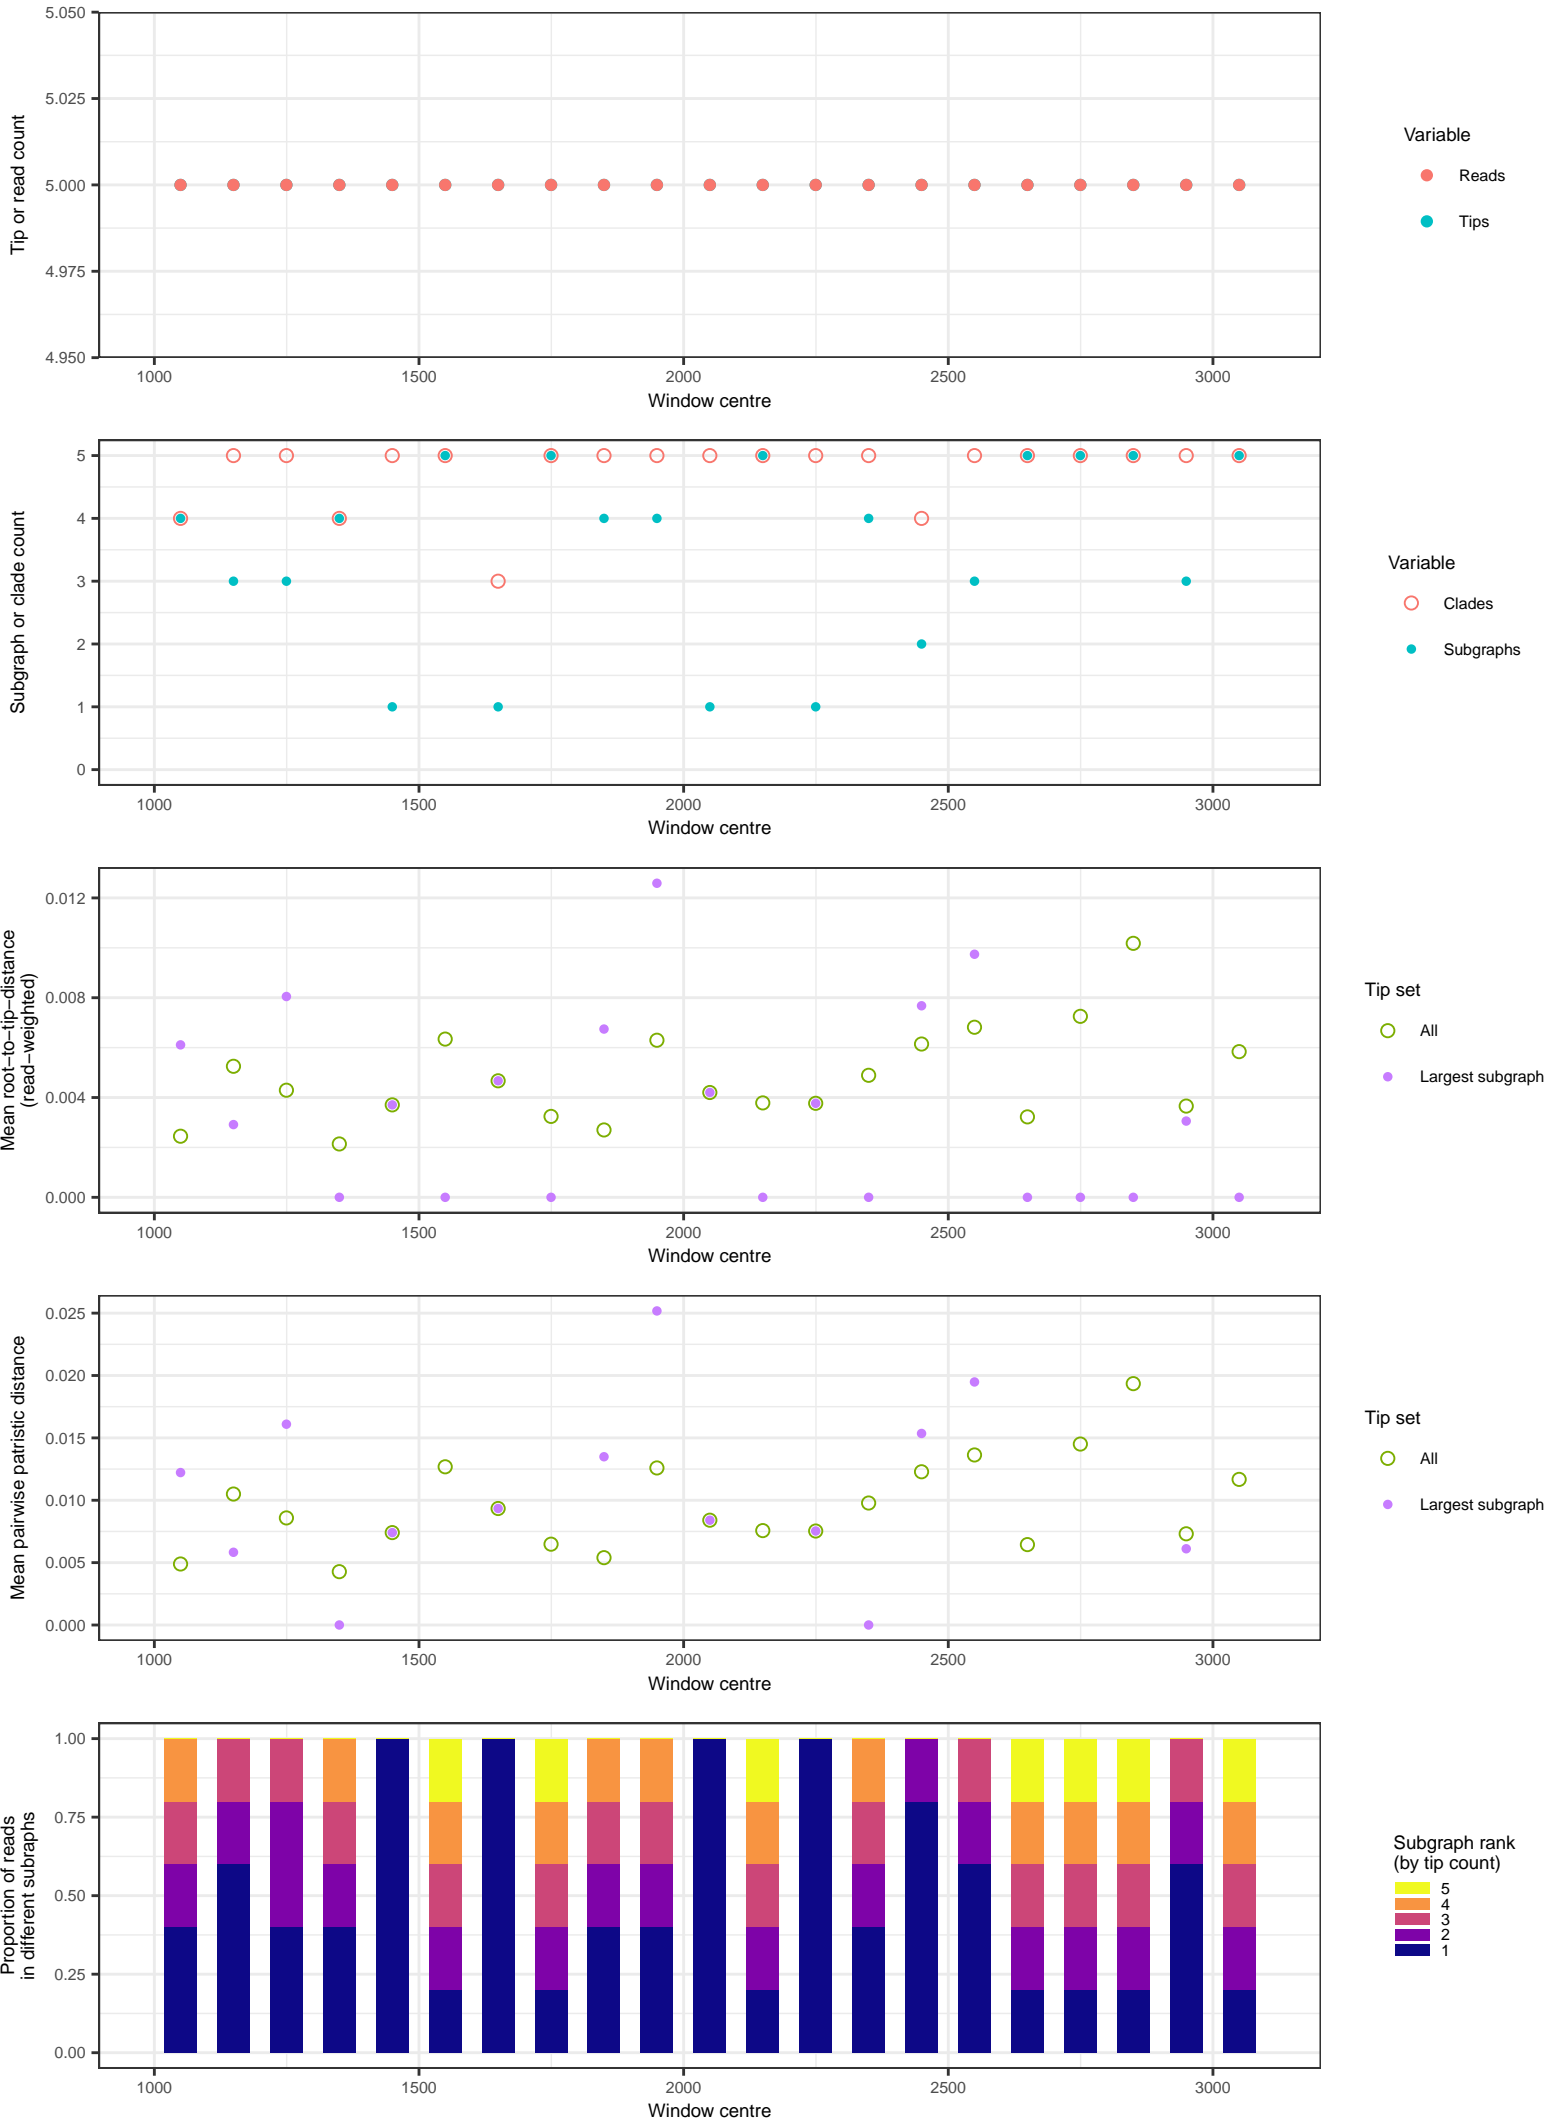 5.050
5.025
5.000
4.975
4.950
Tip or read count
1000 1500 2000 2500 3000
Window centre
Variable
Reads
Tips
5
4
3
2
1
0
Subgraph or clade count
1000 1500 2000 2500 3000
Window centre
Variable
Clades
Subgraphs
0.012
0.008
0.004
0.000
Mean root−to−tip−distance
(read−weighted)
1000 1500 2000 2500 3000
Window centre
Tip set
All
Largest subgraph
0.025
0.020
0.015
0.010
0.005
0.000
Mean pairwise patristic distance
1000 1500 2000 2500 3000
Window centre
Tip set
All
Largest subgraph
1.00
0.75
0.50
0.25
0.00
Proportion of reads
in different subraphs
1000 1500 2000 2500 3000
Window centre
Subgraph rank
(by tip count)
5
4
3
2
1